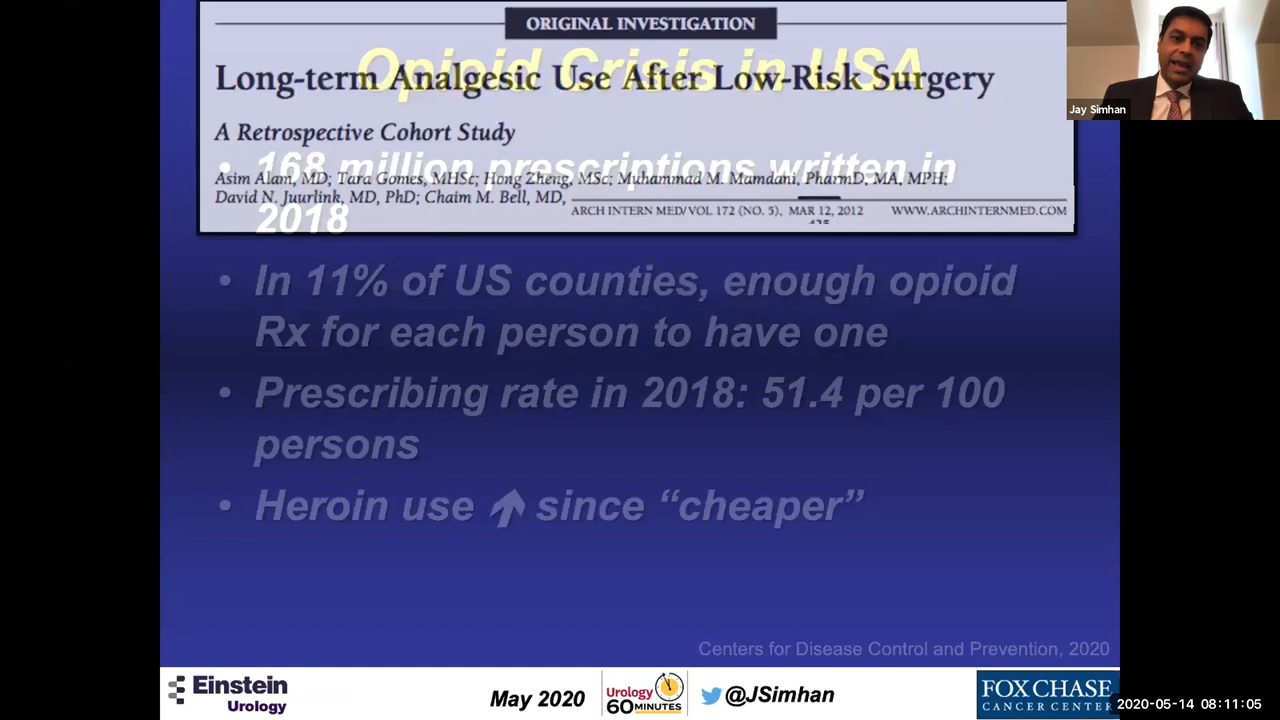 ORIGINAL INVESTIGATION
Opioid Crisis in USA
Long-term Analgesic Use After Low-Risk Surgery
A Retrospective Cohort Study
• 168 million prescriptions written in
2018
Asim Alam, MD; Tara Gomes, MHSc; Hong Zheng, MSc; Muhammad M. Mamdani, PharmD, MA, MPH;
David N. Juurlink, MD, PhD; Chaim M. Bell, MD,
ARCH INTERN MED/VOL 172 (NO. 5), MAR 12, 2012 WWW.ARCHINTERNMED.COM
• In 11% of US counties, enough opioid
Rx for each person to have one
• Prescribing rate in 2018: 51.4 per 100
persons
• Heroin use ↑ since “cheaper”
Centers for Disease Control and Prevention, 2020
Jay Simhan
Einstein
Urology
May 2020
Urology
60 MINUTES
@JSimhan
FOX CHASE
CANCER CENTER
2020-05-14 08:11:05